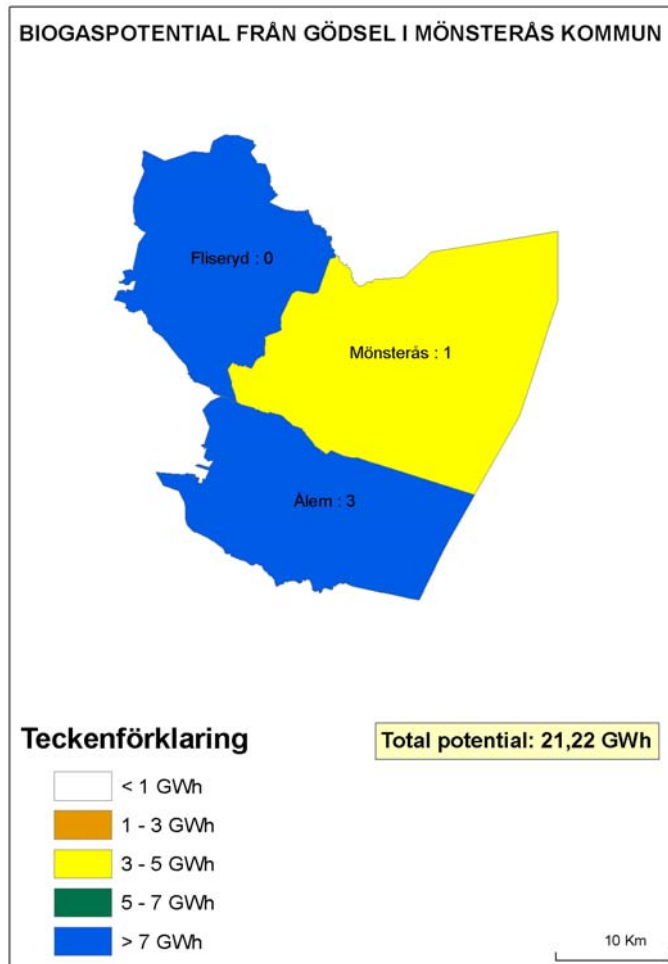 BIOGASPOTENTIAL FRÅN GÖDSEL I MÖNSTERÅS KOMMUN
Fliseryd : 0
Mönsterås : 1
Ålem : 3
Teckenförklaring
Total potential: 21,22 GWh
< 1 GWh
1 - 3 GWh
3 - 5 GWh
5 - 7 GWh
> 7 GWh
10 Km